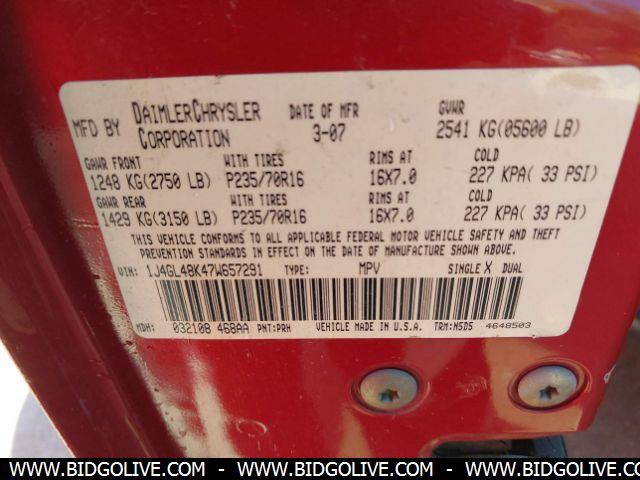 MFD BY DAIMLERCHRYSLER CORPORATION DATE OF MFR 3-07 GVWR 2541 KG(05600 LB)
GAWR FRONT WITH TIRES RIMS AT COLD
1248 KG(2750 LB) P235/70R16 16X7.0 227 KPA( 33 PSI)
GAWR REAR WITH TIRES RIMS AT COLD
1429 KG(3150 LB) P235/70R16 16X7.0 227 KPA( 33 PSI)
THIS VEHICLE CONFORMS TO ALL APPLICABLE FEDERAL MOTOR VEHICLE SAFETY AND THEFT
PREVENTION STANDARDS IN EFFECT ON THE DATE OF MANUFACTURE SHOWN ABOVE.
VIN: 1J4GL48K47W657291 TYPE: MPV SINGLE X DUAL
MDH: 032108 468AA PNT:PRH VEHICLE MADE IN U.S.A. TRM:N5D5 4648503
WWW.BIDGOLIVE.COM - WWW.BIDGOLIVE.COM - WWW.BIDGOLIVE.COM - WWW.BIDGOLIVE.COM